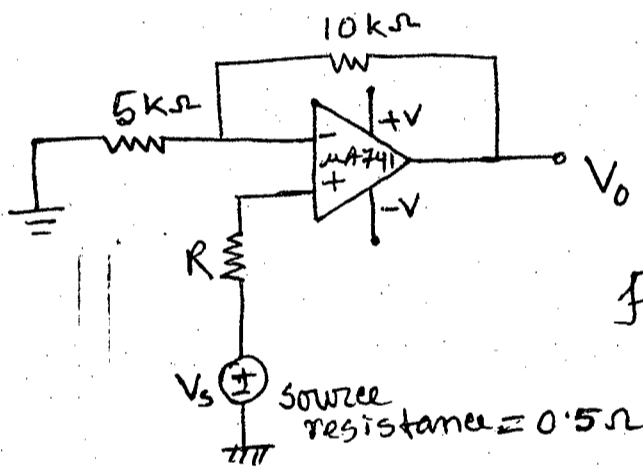 10kΩ
5kΩ
-
+V
μA741
+
-V
V₀
R
f
Vs
±
source
resistance = 0.5Ω